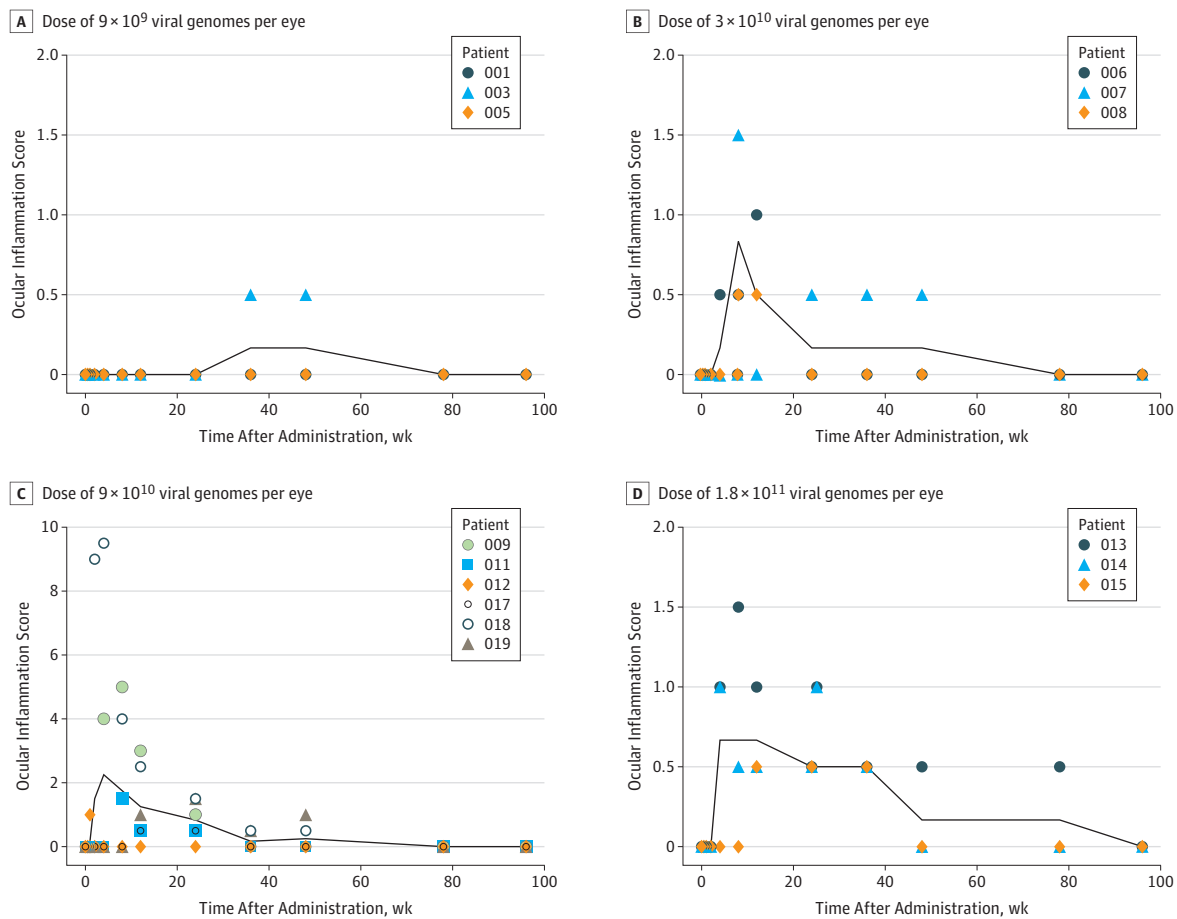 A Dose of 9 × 10⁹ viral genomes per eye
2.0
1.5
1.0
0.5
0
Ocular Inflammation Score
0 20 40 60 80 100
Time After Administration, wk
Patient
001
003
005
B Dose of 3 × 10¹⁰ viral genomes per eye
2.0
1.5
1.0
0.5
0
Ocular Inflammation Score
0 20 40 60 80 100
Time After Administration, wk
Patient
006
007
008
C Dose of 9 × 10¹⁰ viral genomes per eye
10
8
6
4
2
0
Ocular Inflammation Score
0 20 40 60 80 100
Time After Administration, wk
Patient
009
011
012
017
018
019
D Dose of 1.8 × 10¹¹ viral genomes per eye
2.0
1.5
1.0
0.5
0
Ocular Inflammation Score
0 20 40 60 80 100
Time After Administration, wk
Patient
013
014
015